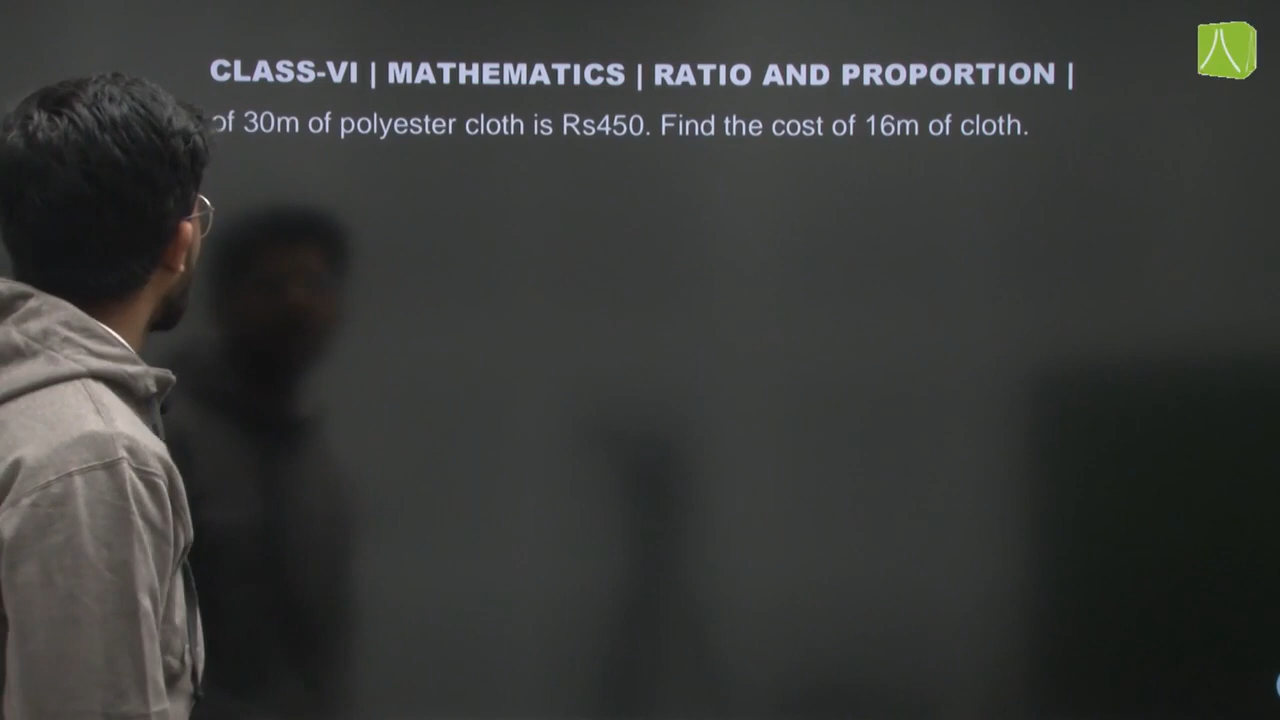 CLASS-VI | MATHEMATICS | RATIO AND PROPORTION |
of 30m of polyester cloth is Rs450. Find the cost of 16m of cloth.